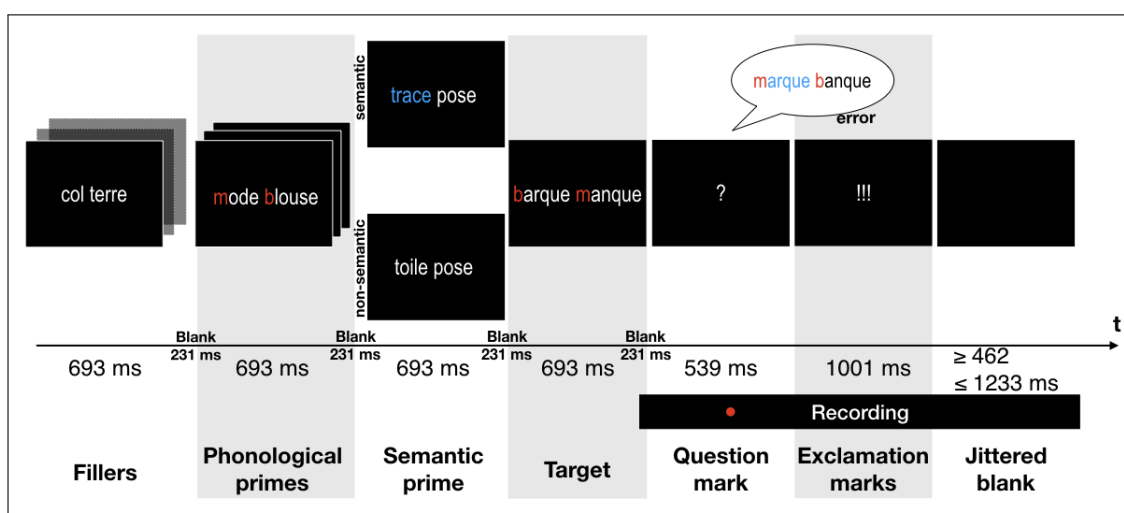 semantic
trace pose
marque banque
error
col terre
mode blouse
barque manque
?
!!!
non-semantic
toile pose
t
Blank
231 ms
Blank
231 ms
Blank
231 ms
Blank
231 ms
693 ms
693 ms
693 ms
693 ms
539 ms
1001 ms
≥ 462
≤ 1233 ms
Recording
Fillers
Phonological
primes
Semantic
prime
Target
Question
mark
Exclamation
marks
Jittered
blank